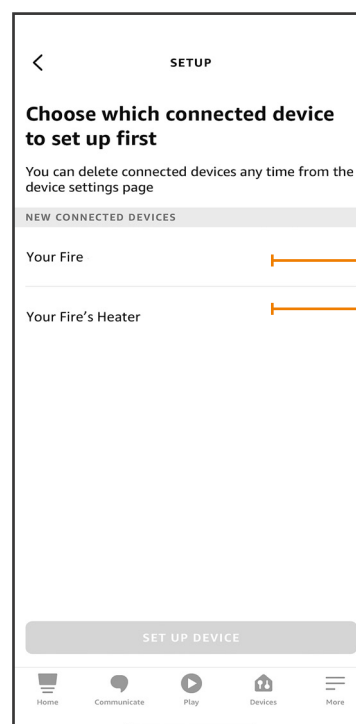 SETUP
Choose which connected device
to set up first
You can delete connected devices any time from the
device settings page
NEW CONNECTED DEVICES
Your Fire
Your Fire’s Heater
SET UP DEVICE
Home Communicate Play Devices More